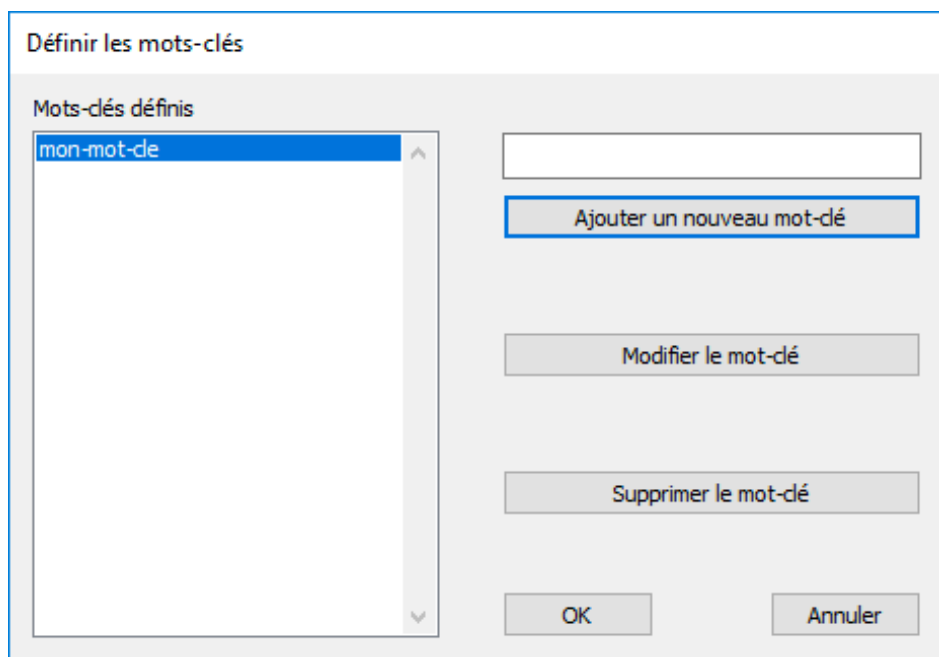 Définir les mots-clés
Mots-clés définis
mon-mot-cle
Ajouter un nouveau mot-clé
Modifier le mot-clé
Supprimer le mot-clé
OK
Annuler